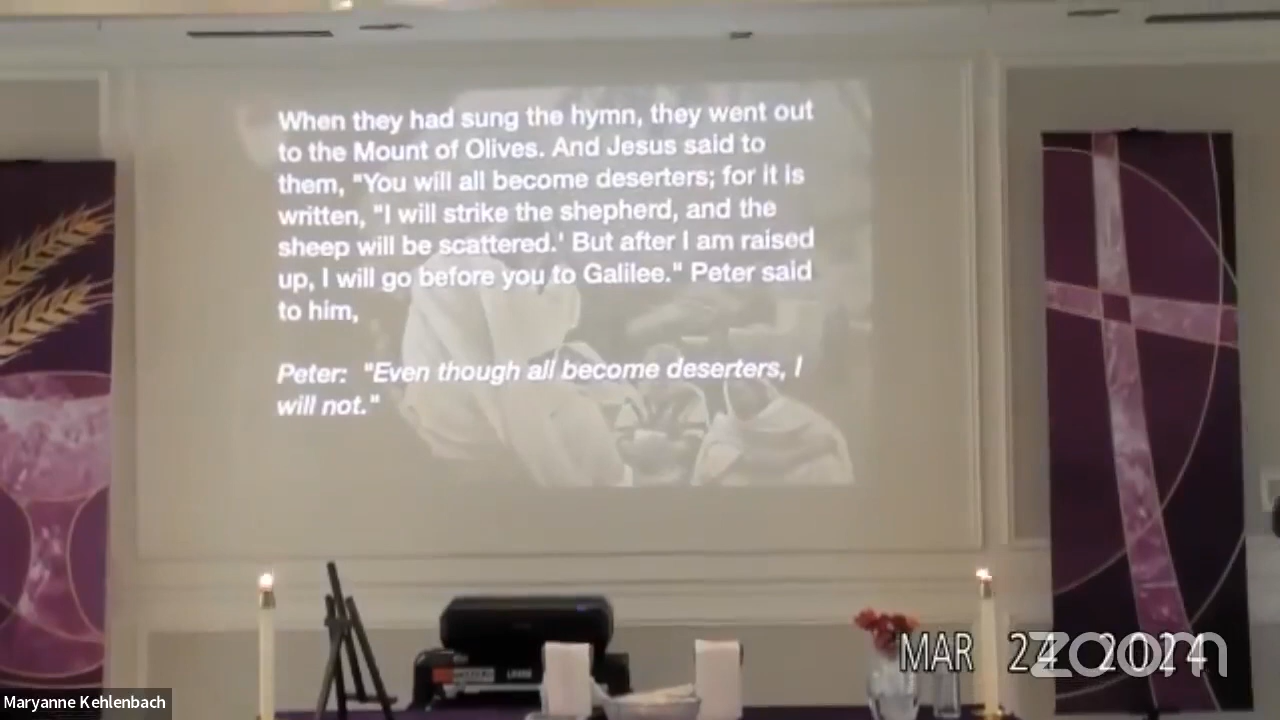 When they had sung the hymn, they went out
to the Mount of Olives. And Jesus said to
them, "You will all become deserters; for it is
written, "I will strike the shepherd, and the
sheep will be scattered.' But after I am raised
up, I will go before you to Galilee." Peter said
to him,
Peter:  "Even though all become deserters, I
will not."
MAR 24 2024
zoom
Maryanne Kehlenbach